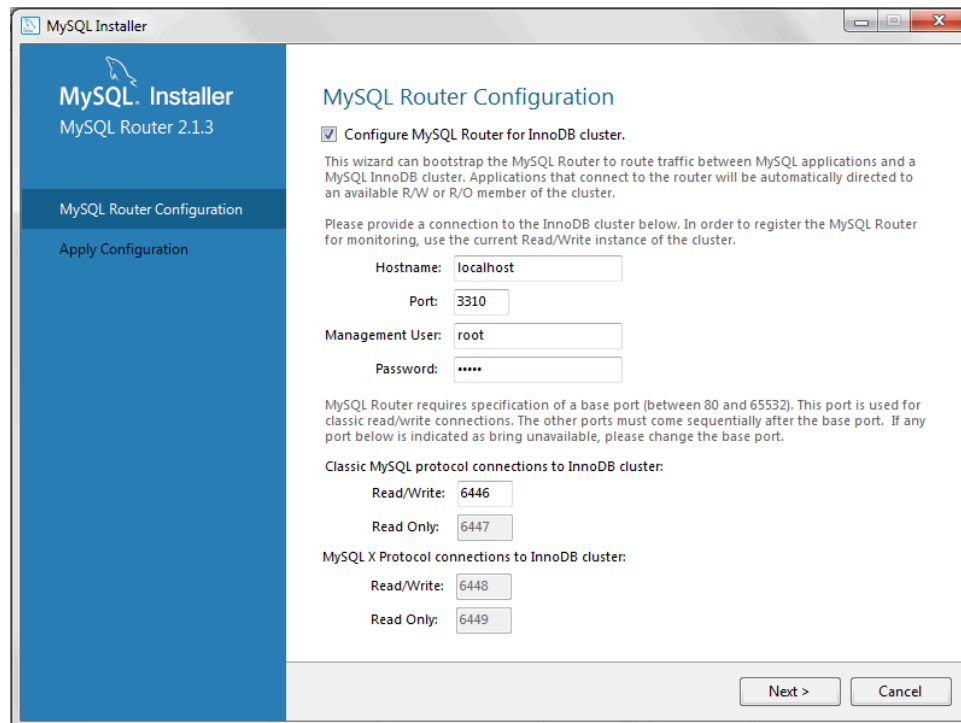 MySQL Installer
MySQL. Installer
MySQL Router 2.1.3
MySQL Router Configuration
Apply Configuration
MySQL Router Configuration
Configure MySQL Router for InnoDB cluster.
This wizard can bootstrap the MySQL Router to route traffic between MySQL applications and a
MySQL InnoDB cluster. Applications that connect to the router will be automatically directed to
an available R/W or R/O member of the cluster.
Please provide a connection to the InnoDB cluster below. In order to register the MySQL Router
for monitoring, use the current Read/Write instance of the cluster.
Hostname: localhost
Port: 3310
Management User: root
Password: •••••
MySQL Router requires specification of a base port (between 80 and 65532). This port is used for
classic read/write connections. The other ports must come sequentially after the base port. If any
port below is indicated as bring unavailable, please change the base port.
Classic MySQL protocol connections to InnoDB cluster:
Read/Write: 6446
Read Only: 6447
MySQL X Protocol connections to InnoDB cluster:
Read/Write: 6448
Read Only: 6449
Next > Cancel